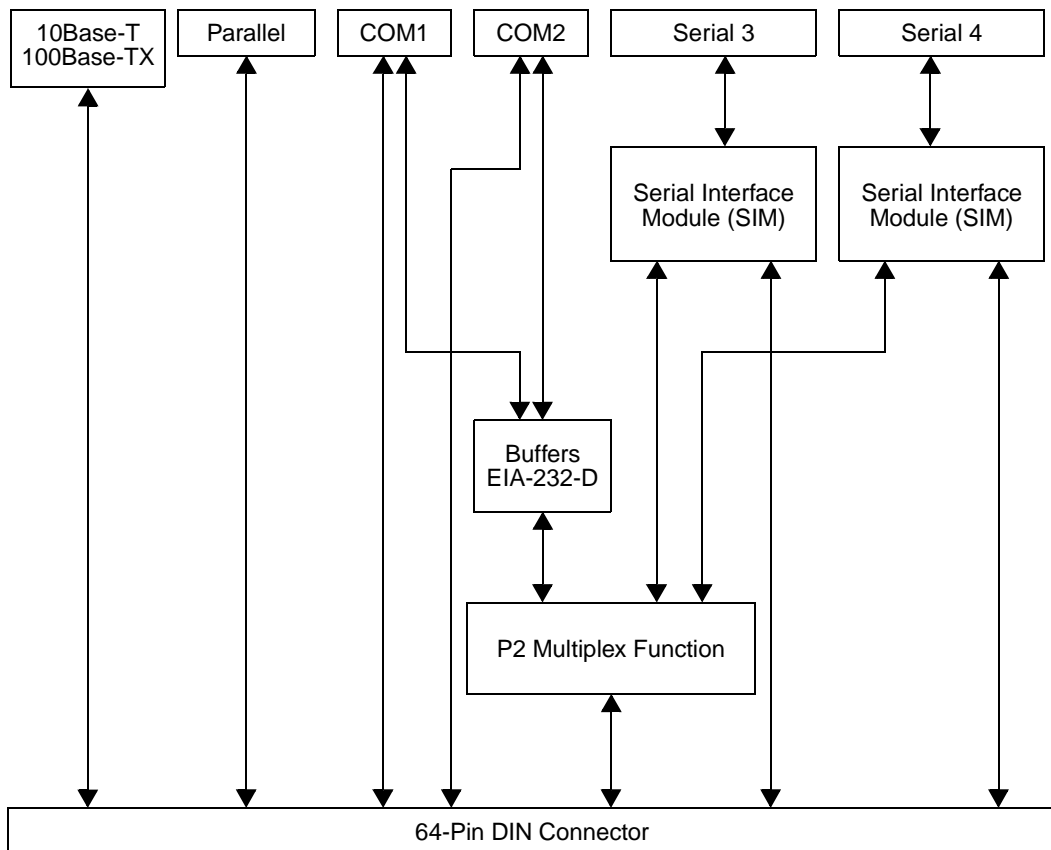 10Base-T
100Base-TX
Parallel
COM1
COM2
Serial 3
Serial 4
Serial Interface
Module (SIM)
Serial Interface
Module (SIM)
Buffers
EIA-232-D
P2 Multiplex Function
64-Pin DIN Connector